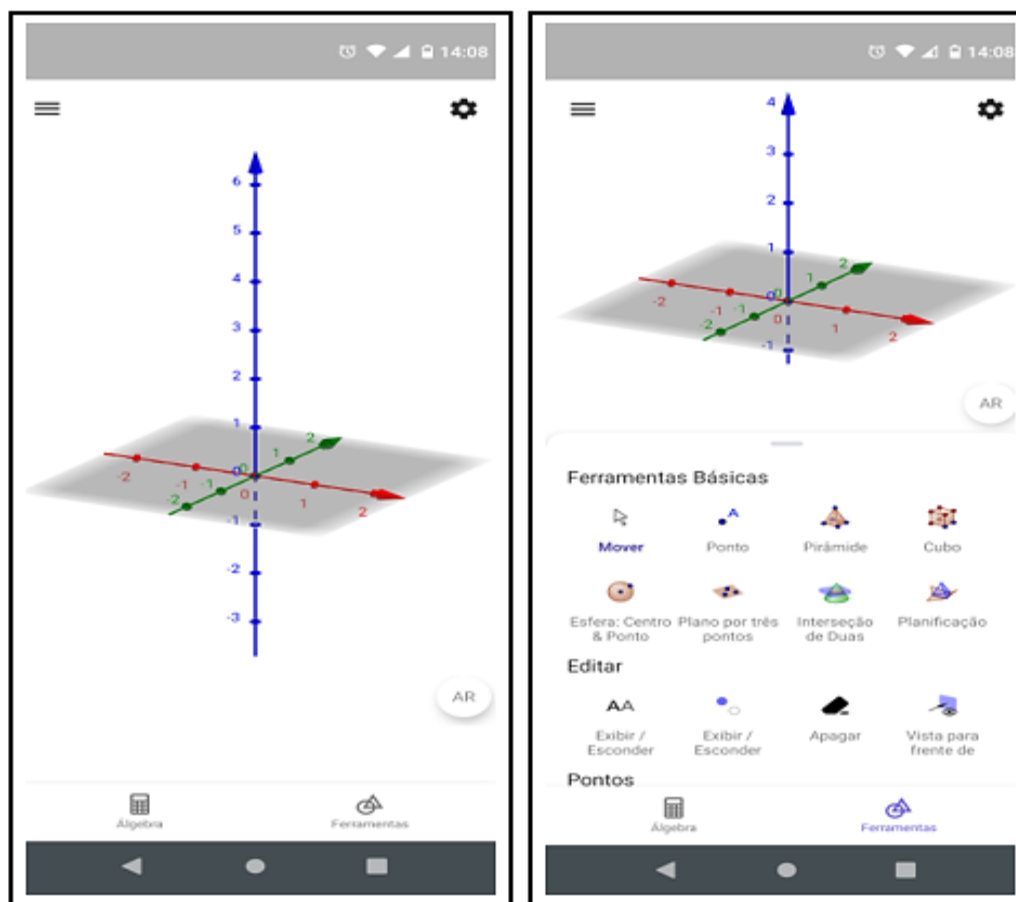 14:08
6
5
4
3
2
1
0
-1
-2
-3
-2
-1
0
1
2
-2
-1
0
1
2
AR
Álgebra
Ferramentas
14:08
4
3
2
1
0
-1
-2
-1
0
1
2
-2
-1
0
1
2
AR
Ferramentas Básicas
Mover Ponto Pirâmide Cubo
Esfera: Centro Plano por três Interseção Planificação
& Ponto pontos de Duas
Editar
AA
Exibir / Exibir / Apagar Vista para
Esconder Esconder frente de
Pontos
Álgebra Ferramentas